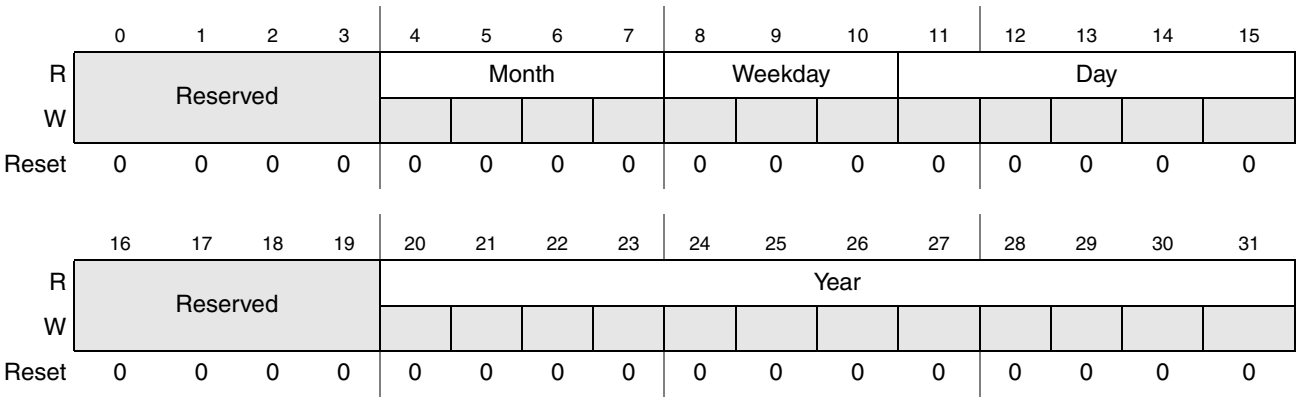 0 1 2 3 4 5 6 7 8 9 10 11 12 13 14 15
R Reserved Month Weekday Day
W
Reset 0 0 0 0 0 0 0 0 0 0 0 0 0 0 0 0
16 17 18 19 20 21 22 23 24 25 26 27 28 29 30 31
R Reserved Year
W
Reset 0 0 0 0 0 0 0 0 0 0 0 0 0 0 0 0